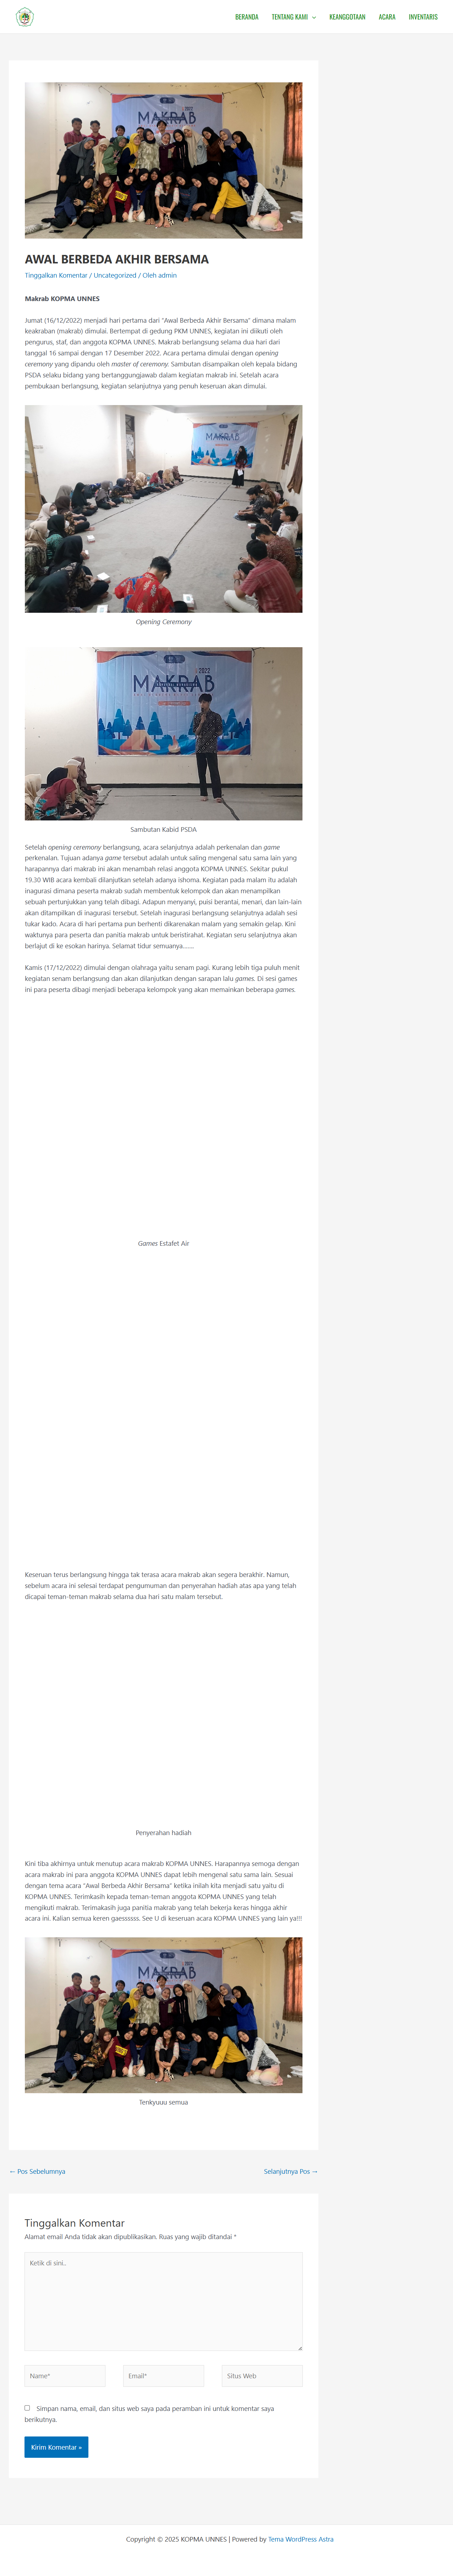 BERANDA TENTANG KAMI KEANGGOTAAN ACARA INVENTARIS
MAKRAB
AWAL BERBEDA AKHIR BERSAMA
Tinggalkan Komentar / Uncategorized / Oleh admin
Makrab KOPMA UNNES
Jumat (16/12/2022) menjadi hari pertama dari “Awal Berbeda Akhir Bersama” dimana malam
keakraban (makrab) dimulai. Bertempat di gedung PKM UNNES, kegiatan ini diikuti oleh
pengurus, staf, dan anggota KOPMA UNNES. Makrab berlangsung selama dua hari dari
tanggal 16 sampai dengan 17 Desember 2022. Acara pertama dimulai dengan opening
ceremony yang dipandu oleh master of ceremony. Sambutan disampaikan oleh kepala bidang
PSDA selaku bidang yang bertanggungjawab dalam kegiatan makrab ini. Setelah acara
pembukaan berlangsung, kegiatan selanjutnya yang penuh keseruan akan dimulai.
MAKRAB
Opening Ceremony
2022
MAKRAB
Sambutan Kabid PSDA
Setelah opening ceremony berlangsung, acara selanjutnya adalah perkenalan dan game
perkenalan. Tujuan adanya game tersebut adalah untuk saling mengenal satu sama lain yang
harapannya dari makrab ini akan menambah relasi anggota KOPMA UNNES. Sekitar pukul
19.30 WIB acara kembali dilanjutkan setelah adanya ishoma. Kegiatan pada malam itu adalah
inagurasi dimana peserta makrab sudah membentuk kelompok dan akan menampilkan
sebuah pertunjukkan yang telah dibagi. Adapun menyanyi, puisi berantai, menari, dan lain-lain
akan ditampilkan di inagurasi tersebut. Setelah inagurasi berlangsung selanjutnya adalah sesi
tukar kado. Acara di hari pertama pun berhenti dikarenakan malam yang semakin gelap. Kini
waktunya para peserta dan panitia makrab untuk beristirahat. Kegiatan seru selanjutnya akan
berlajut di ke esokan harinya. Selamat tidur semuanya…….
Kamis (17/12/2022) dimulai dengan olahraga yaitu senam pagi. Kurang lebih tiga puluh menit
kegiatan senam berlangsung dan akan dilanjutkan dengan sarapan lalu games. Di sesi games
ini para peserta dibagi menjadi beberapa kelompok yang akan memainkan beberapa games.
Games Estafet Air
Keseruan terus berlangsung hingga tak terasa acara makrab akan segera berakhir. Namun,
sebelum acara ini selesai terdapat pengumuman dan penyerahan hadiah atas apa yang telah
dicapai teman-teman makrab selama dua hari satu malam tersebut.
Penyerahan hadiah
Kini tiba akhirnya untuk menutup acara makrab KOPMA UNNES. Harapannya semoga dengan
acara makrab ini para anggota KOPMA UNNES dapat lebih mengenal satu sama lain. Sesuai
dengan tema acara “Awal Berbeda Akhir Bersama” ketika inilah kita menjadi satu yaitu di
KOPMA UNNES. Terimkasih kepada teman-teman anggota KOPMA UNNES yang telah
mengikuti makrab. Terimakasih juga panitia makrab yang telah bekerja keras hingga akhir
acara ini. Kalian semua keren gaessssss. See U di keseruan acara KOPMA UNNES yang lain ya!!!
MAKRAB
Tenkyuuu semua
← Pos Sebelumnya Selanjutnya Pos →
Tinggalkan Komentar
Alamat email Anda tidak akan dipublikasikan. Ruas yang wajib ditandai *
Ketik di sini..
Name* Email* Situs Web
Simpan nama, email, dan situs web saya pada peramban ini untuk komentar saya
berikutnya.
Kirim Komentar »
Copyright © 2025 KOPMA UNNES | Powered by Tema WordPress Astra